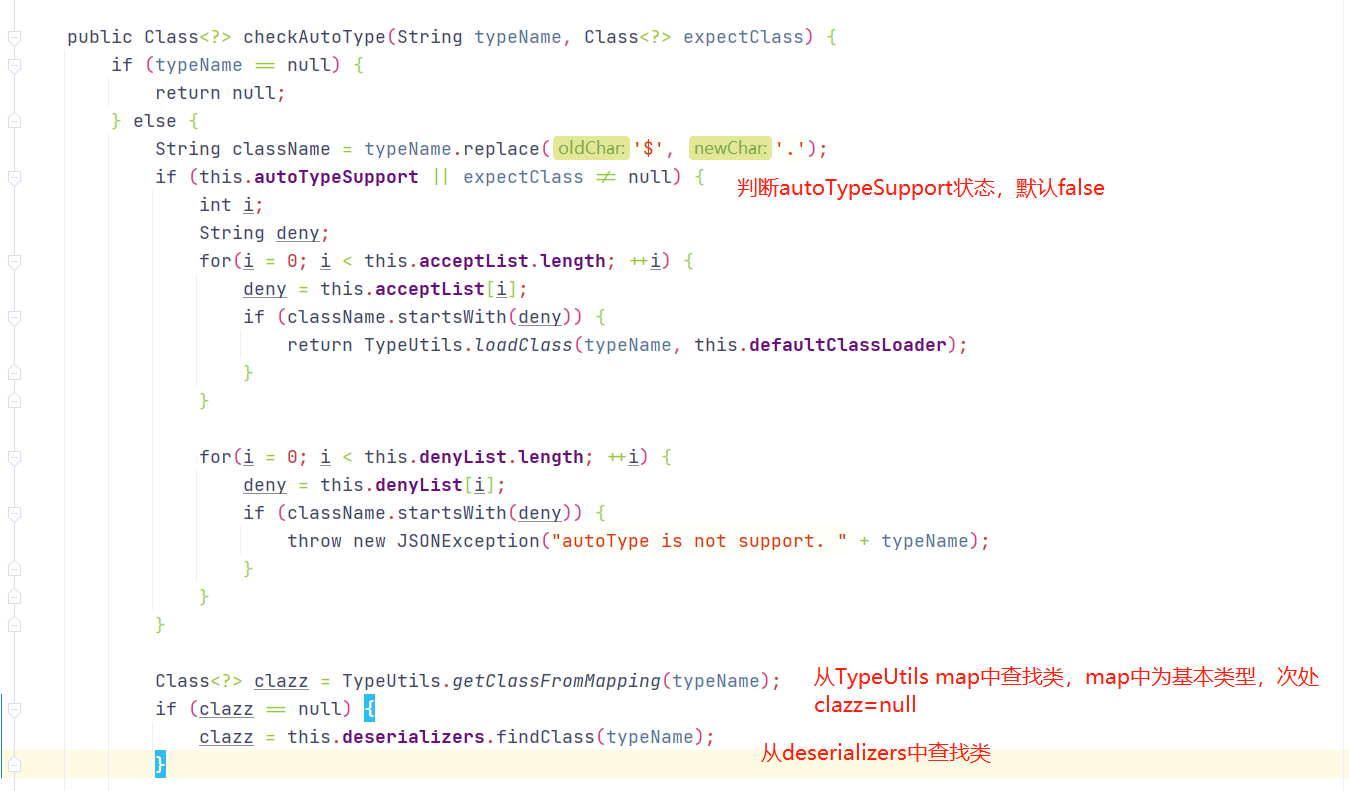 public Class<?> checkAutoType(String typeName, Class<?> expectClass) {
if (typeName == null) {
return null;
} else {
String className = typeName.replace( oldChar: '$', newChar: '.');
if (this.autoTypeSupport || expectClass ≠ null) {
判断autoTypeSupport状态，默认false
int i;
String deny;
for(i = 0; i < this.acceptList.length; ++i) {
deny = this.acceptList[i];
if (className.startsWith(deny)) {
return TypeUtils.loadClass(typeName, this.defaultClassLoader);
}
}
for(i = 0; i < this.denyList.length; ++i) {
deny = this.denyList[i];
if (className.startsWith(deny)) {
throw new JSONException("autoType is not support. " + typeName);
}
}
}
Class<?> clazz = TypeUtils.getClassFromMapping(typeName);
从TypeUtils map中查找类，map中为基本类型，次处
clazz=null
if (clazz == null) {
clazz = this.deserializers.findClass(typeName);
从deserializers中查找类
}